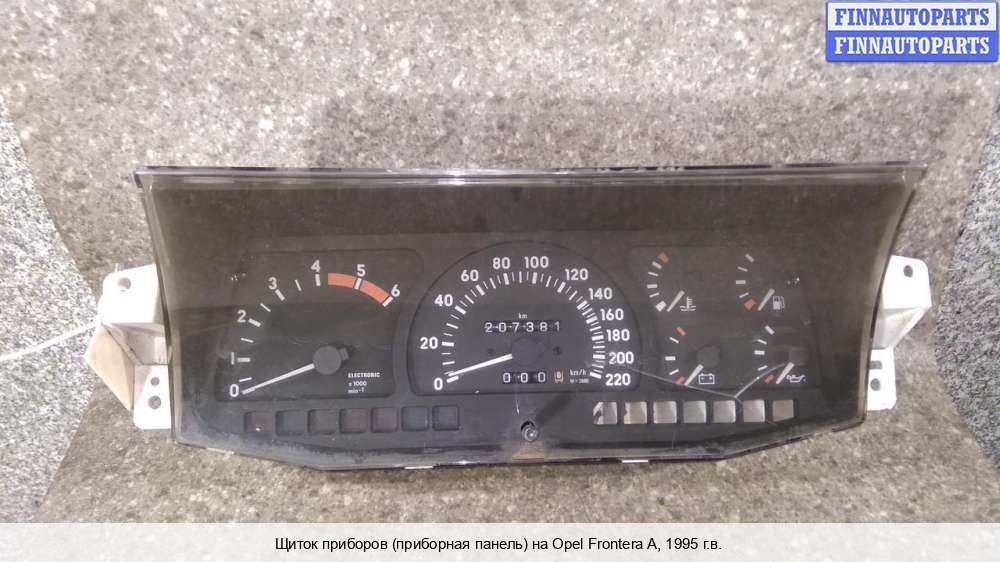 FINNAUTOPARTS
FINNAUTOPARTS
0 1 2 3 4 5 6
ELECTRONIC
x 1000
min-1
0 20 40 60 80 100 120 140 160 180 200 220
km
207381
000
km/h
Щиток приборов (приборная панель) на Opel Frontera A, 1995 г.в.